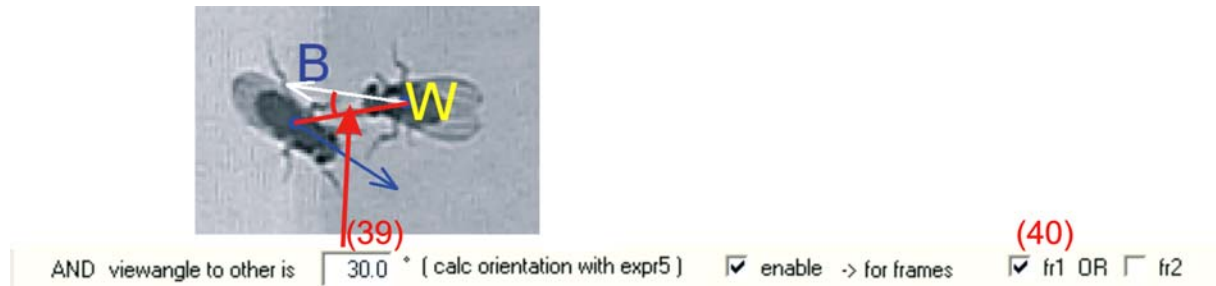 B
W
(39)
(40)
AND viewangle to other is 30.0 ° ( calc orientation with expr5 ) enable -> for frames fr1 OR fr2